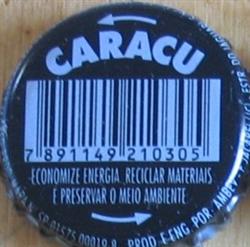 CARACU
7 891149 210305
ECONOMIZE ENERGIA, RECICLAR MATERIAIS
E PRESERVAR O MEIO AMBIENTE
PROD. E ENG. POR. AMBEV